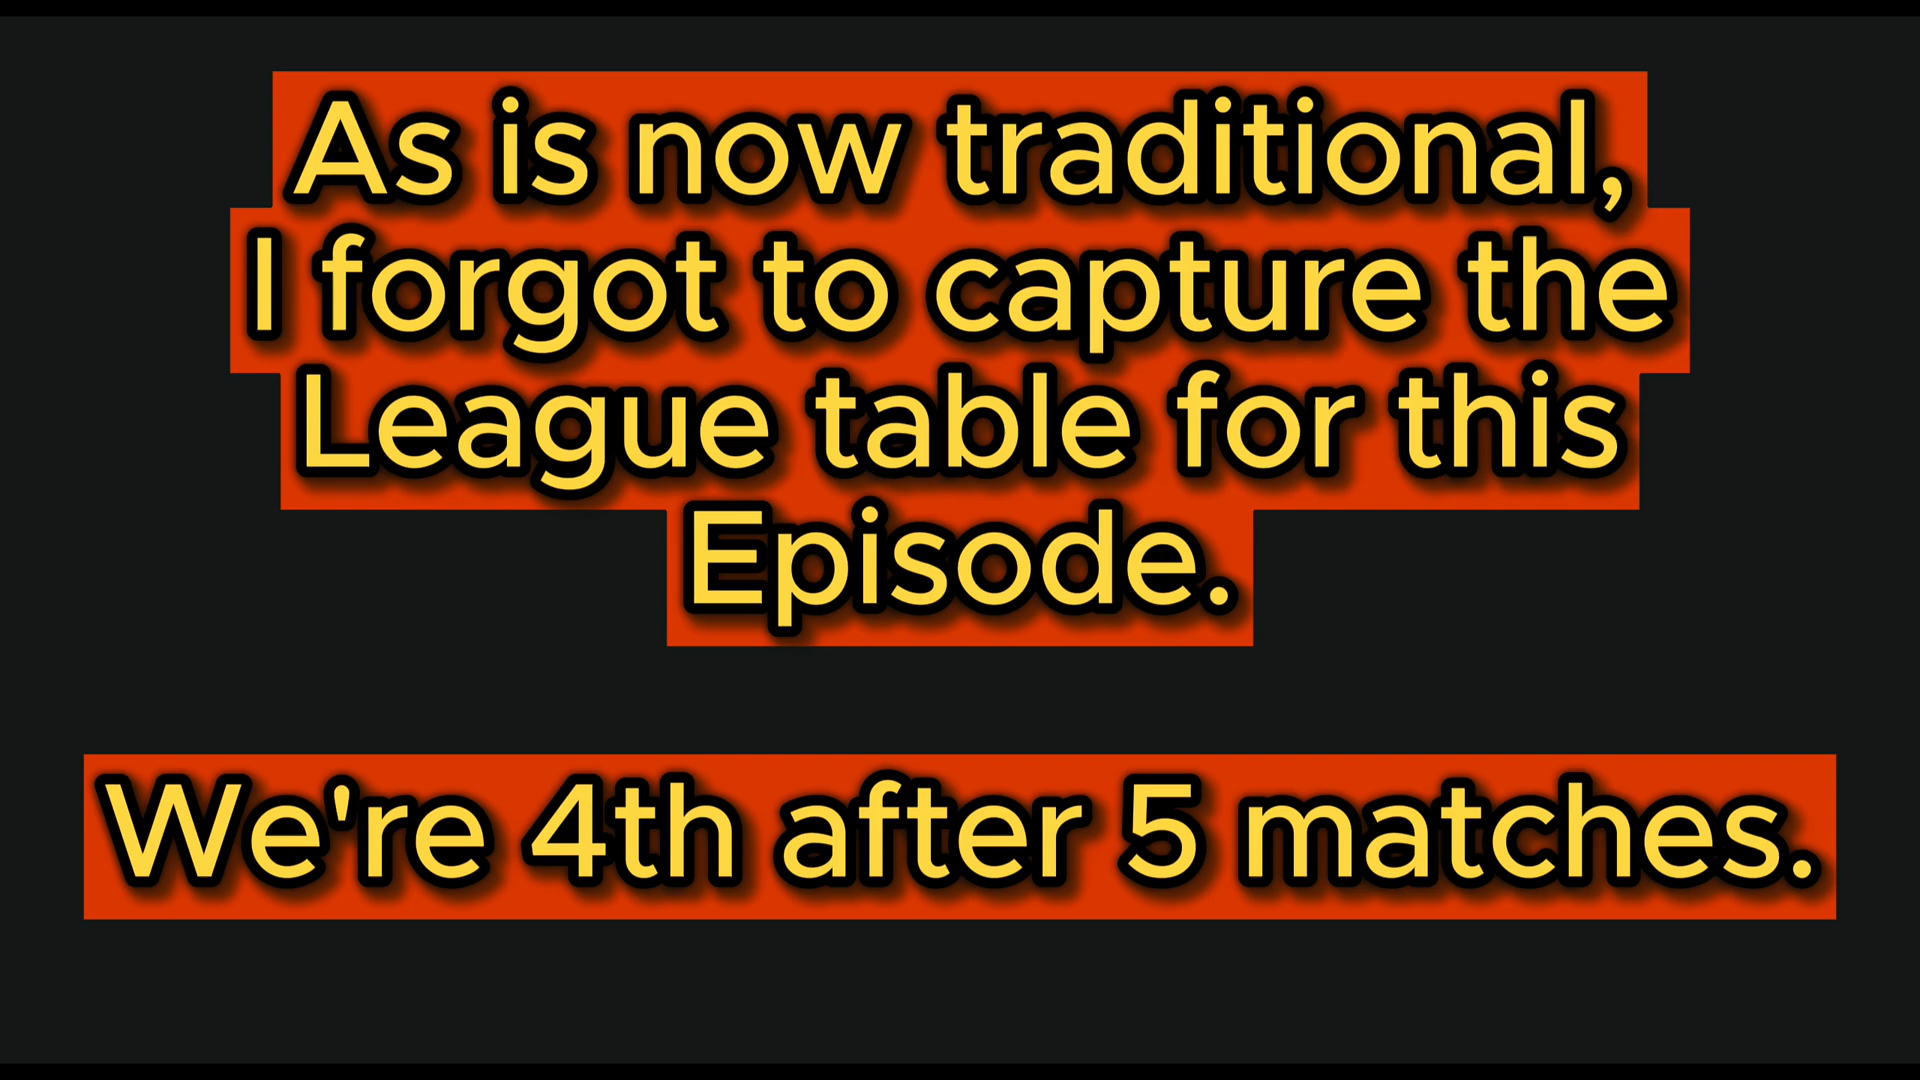 As is now traditional,
I forgot to capture the
League table for this
Episode.
We're 4th after 5 matches.